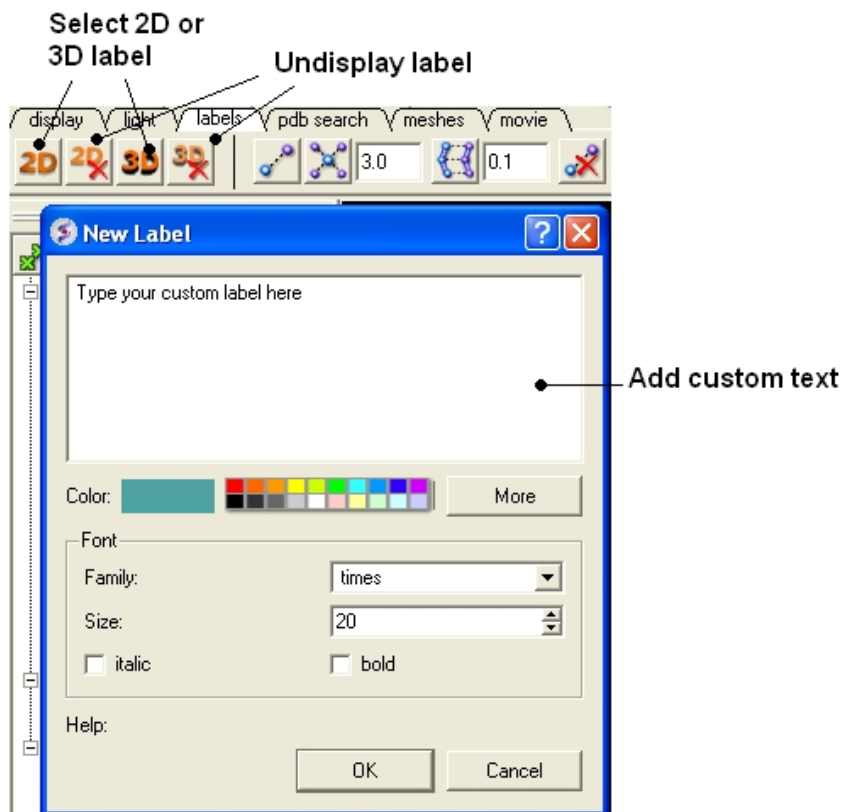 Select 2D or
3D label
Undisplay label
display light labels pdb search meshes movie
2D 2D 3D 3D 3.0 0.1
New Label
Type your custom label here
Add custom text
Color: More
Font
Family: times
Size: 20
italic bold
Help:
OK Cancel